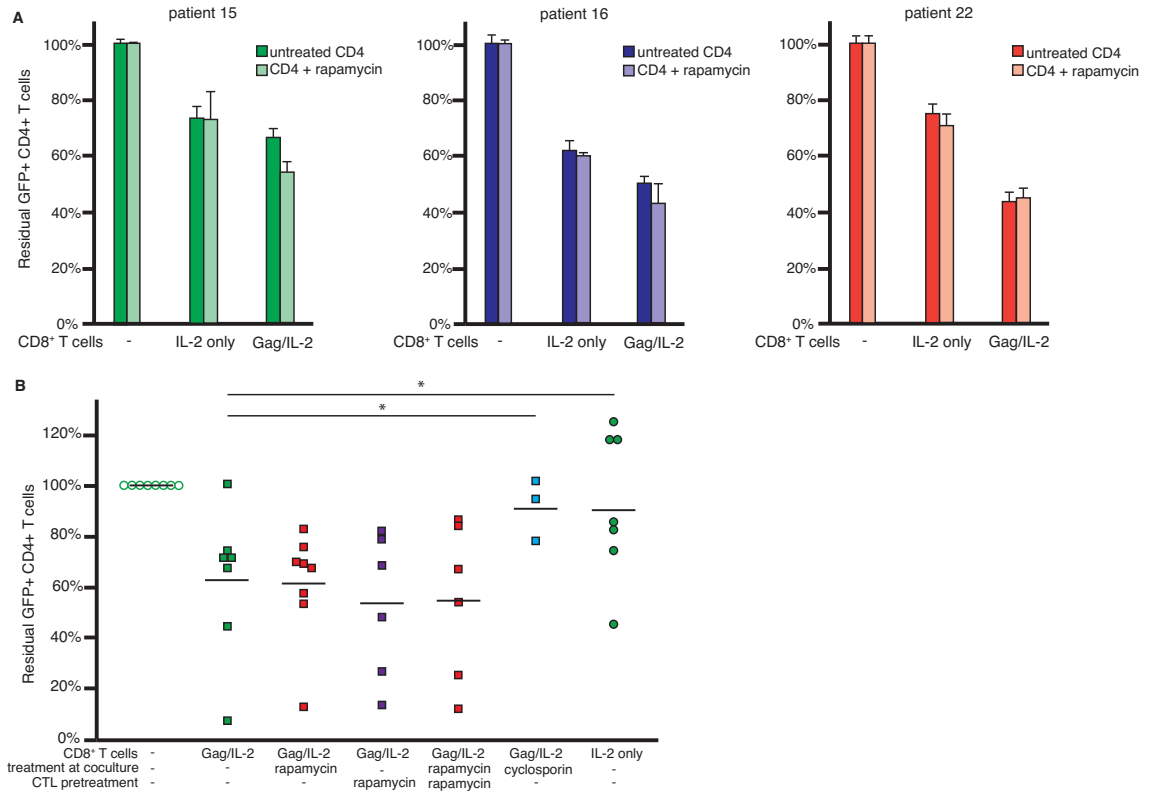 A
patient 15
patient 16
patient 22
Residual GFP+ CD4+ T cells
100%
80%
60%
40%
20%
0%
untreated CD4
CD4 + rapamycin
CD8+ T cells - IL-2 only Gag/IL-2
100%
80%
60%
40%
20%
0%
untreated CD4
CD4 + rapamycin
CD8+ T cells - IL-2 only Gag/IL-2
100%
80%
60%
40%
20%
0%
untreated CD4
CD4 + rapamycin
CD8+ T cells - IL-2 only Gag/IL-2
B
*
*
Residual GFP+ CD4+ T cells
120%
100%
80%
60%
40%
20%
0%
CD8+ T cells - Gag/IL-2 Gag/IL-2 Gag/IL-2 Gag/IL-2 Gag/IL-2 IL-2 only
treatment at coculture - - rapamycin - rapamycin cyclosporin -
CTL pretreatment - - - rapamycin rapamycin - -